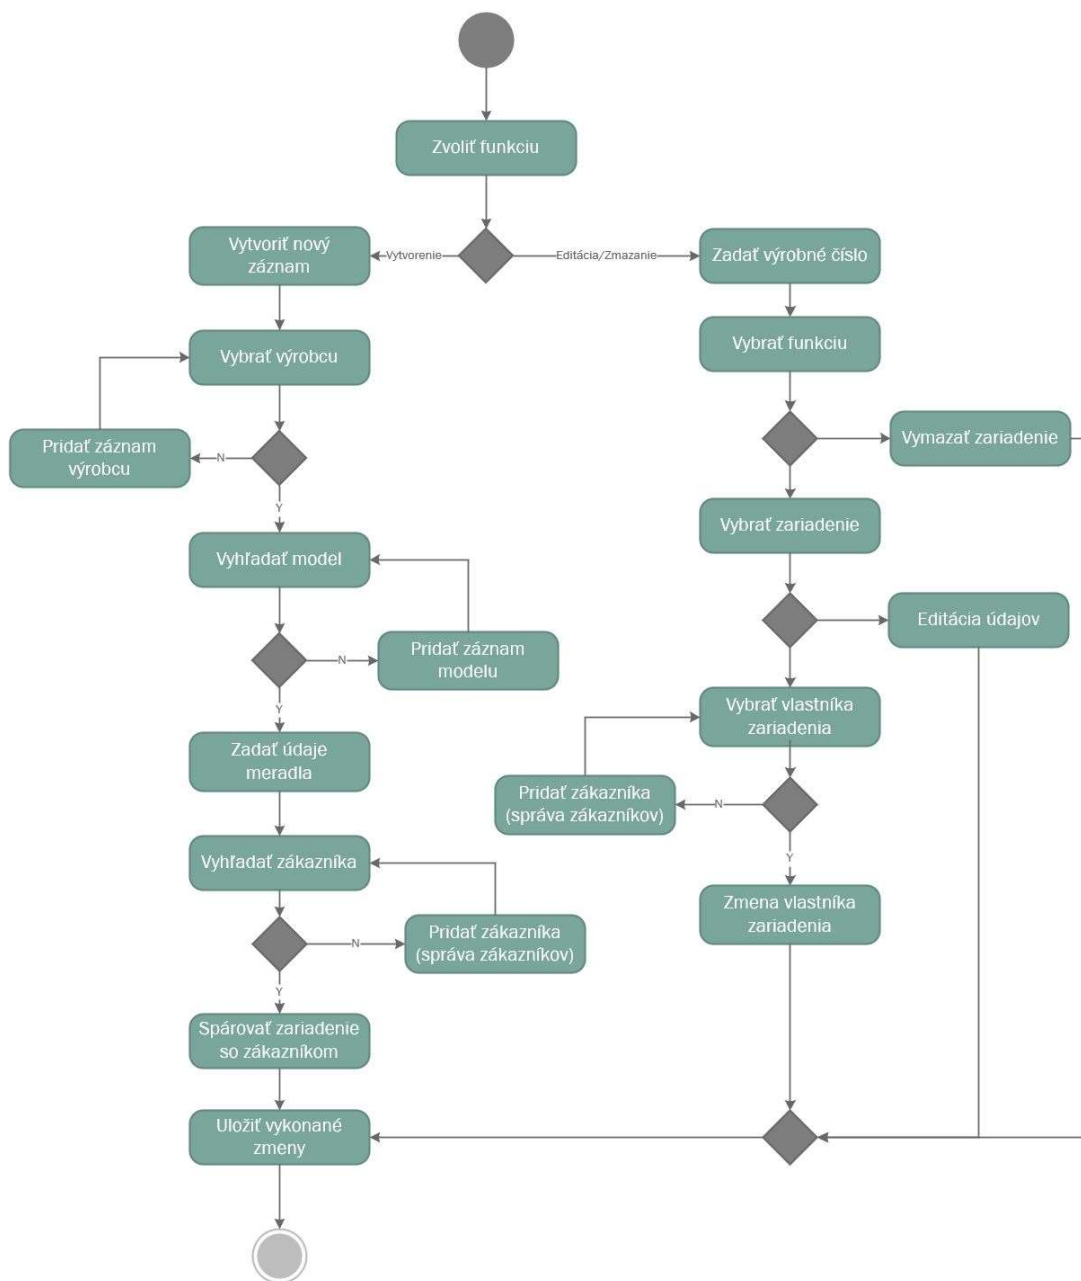 Zvoliť funkciu
Vytvoriť nový
záznam
Vytvorenie
Editácia/Zmazanie
Zadať výrobné číslo
Vybrať výrobcu
Vybrať funkciu
Pridať záznam
výrobcu
N
Vymazať zariadenie
Y
Vybrať zariadenie
Vyhľadať model
Editácia údajov
N
Pridať záznam
modelu
Y
Vybrať vlastníka
zariadenia
Zadať údaje
meradla
Pridať zákazníka
(správa zákazníkov)
N
Vyhľadať zákazníka
Y
Zmena vlastníka
zariadenia
N
Pridať zákazníka
(správa zákazníkov)
Y
Spárovať zariadenie
so zákazníkom
Uložiť vykonané
zmeny